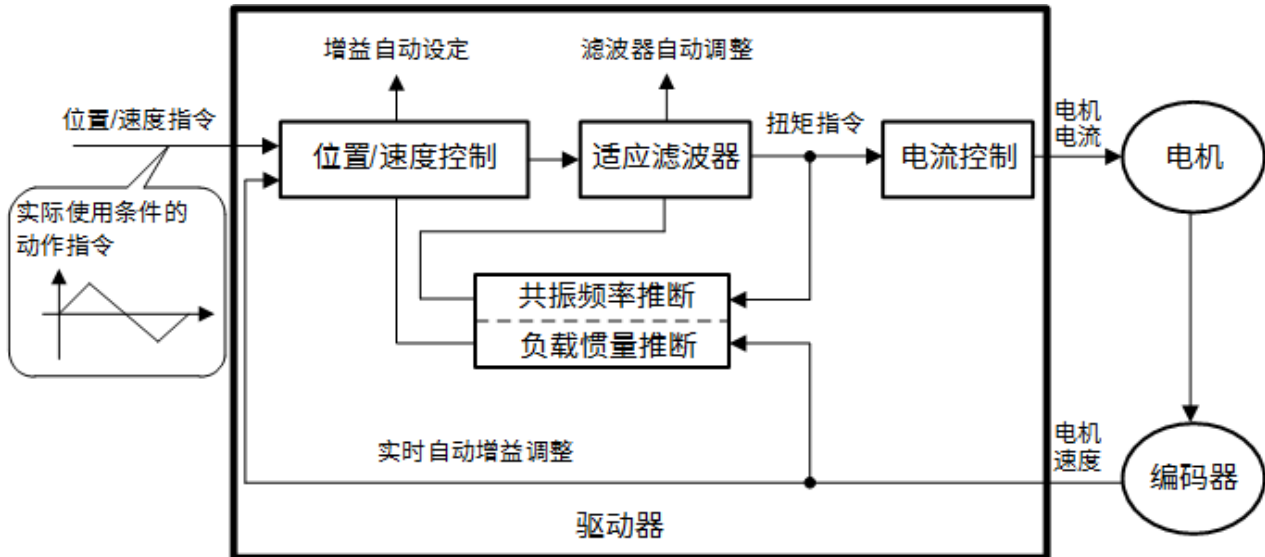 增益自动设定
滤波器自动调整
位置/速度指令
位置/速度控制
适应滤波器
扭矩指令
电流控制
电机
电流
电机
实际使用条件的
动作指令
共振频率推断
负载惯量推断
实时自动增益调整
电机
速度
编码器
驱动器